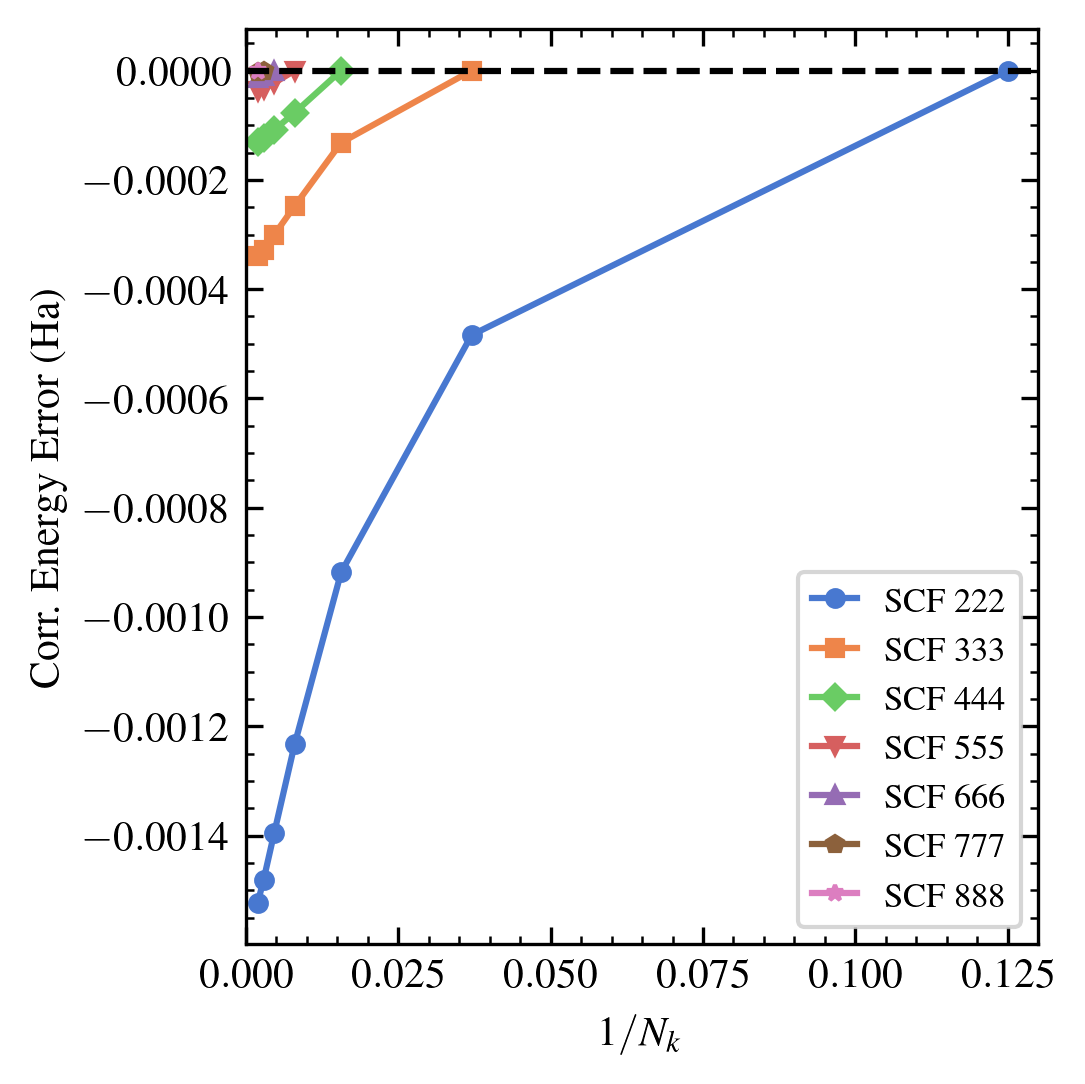 0.0000
−0.0002
−0.0004
−0.0006
−0.0008
−0.0010
−0.0012
−0.0014
Corr. Energy Error (Ha)
SCF 222
SCF 333
SCF 444
SCF 555
SCF 666
SCF 777
SCF 888
0.000 0.025 0.050 0.075 0.100 0.125
1/N_k